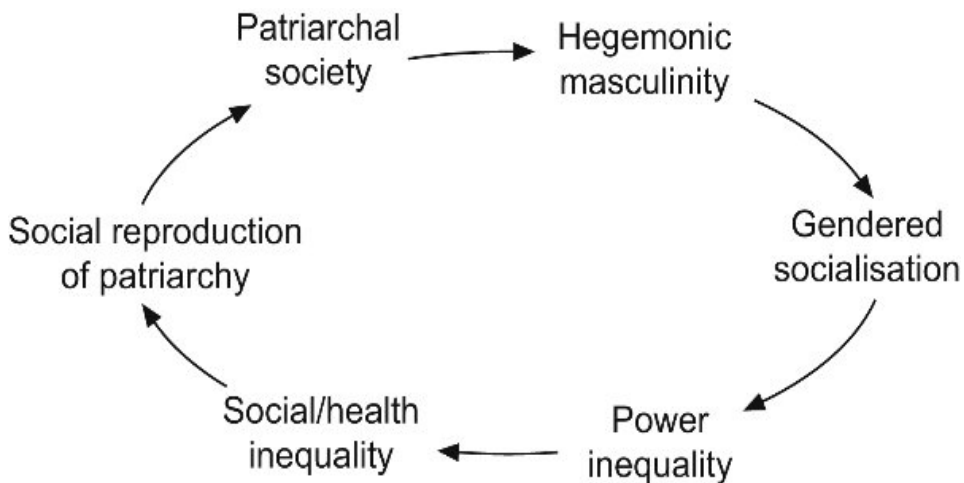 Patriarchal
society
Hegemonic
masculinity
Gendered
socialisation
Power
inequality
Social/health
inequality
Social reproduction
of patriarchy